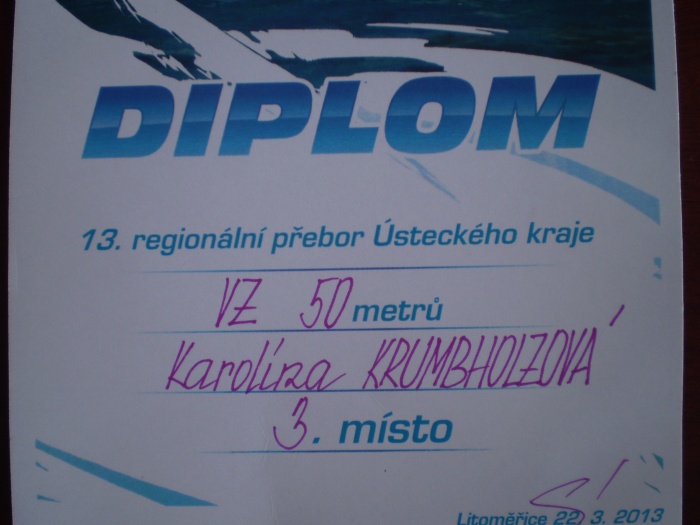 DIPLOM
13. regionální přebor Ústeckého kraje
VZ 50 metrů
Karolína KRUMBHOLZOVÁ
3. místo
Litoměřice 22. 3. 2013